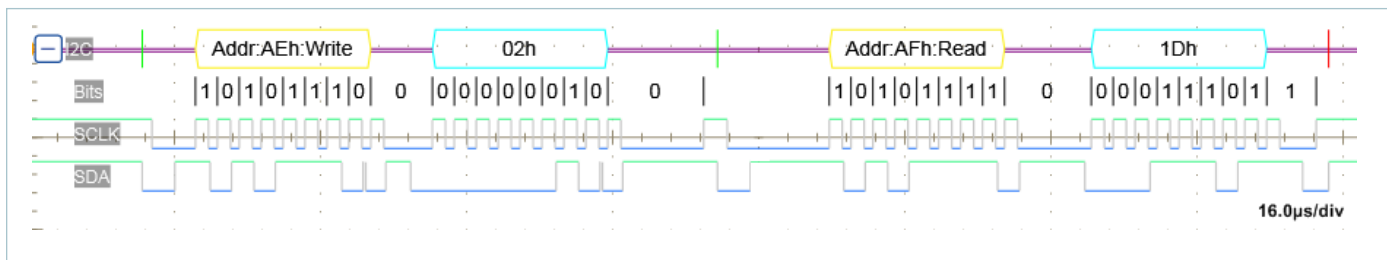 I2C Addr:AEh:Write 02h Addr:AFh:Read 1Dh
Bits 1 0 1 0 1 1 1 0 0 0 0 0 0 0 0 1 0 0 1 0 1 0 1 1 1 1 0 0 0 0 1 1 1 0 1 1
SCLK
SDA
16.0µs/div